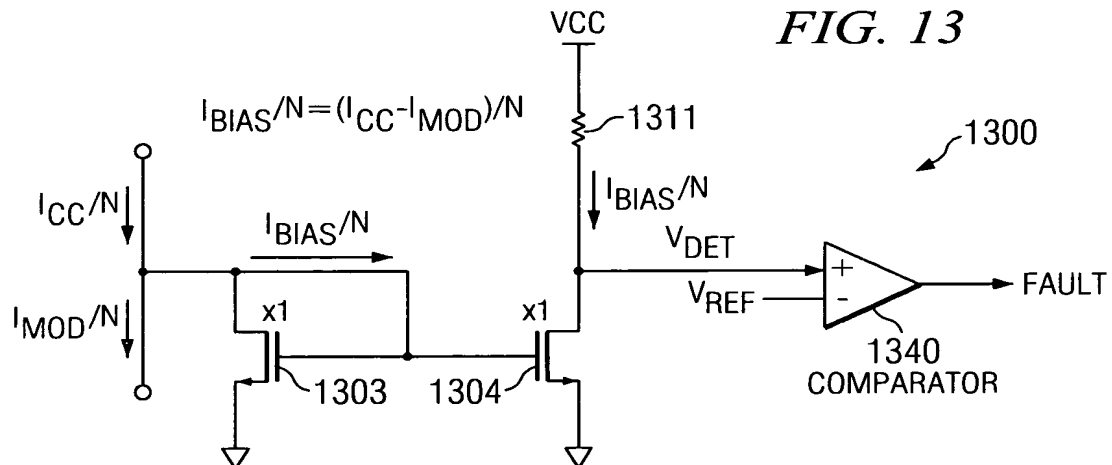 FIG. 13
VCC
I_BIAS/N=(I_CC-I_MOD)/N
1311
1300
I_CC/N
I_BIAS/N
I_BIAS/N
V_DET
V_REF
+
-
FAULT
I_MOD/N
x1
x1
1303
1304
1340
COMPARATOR